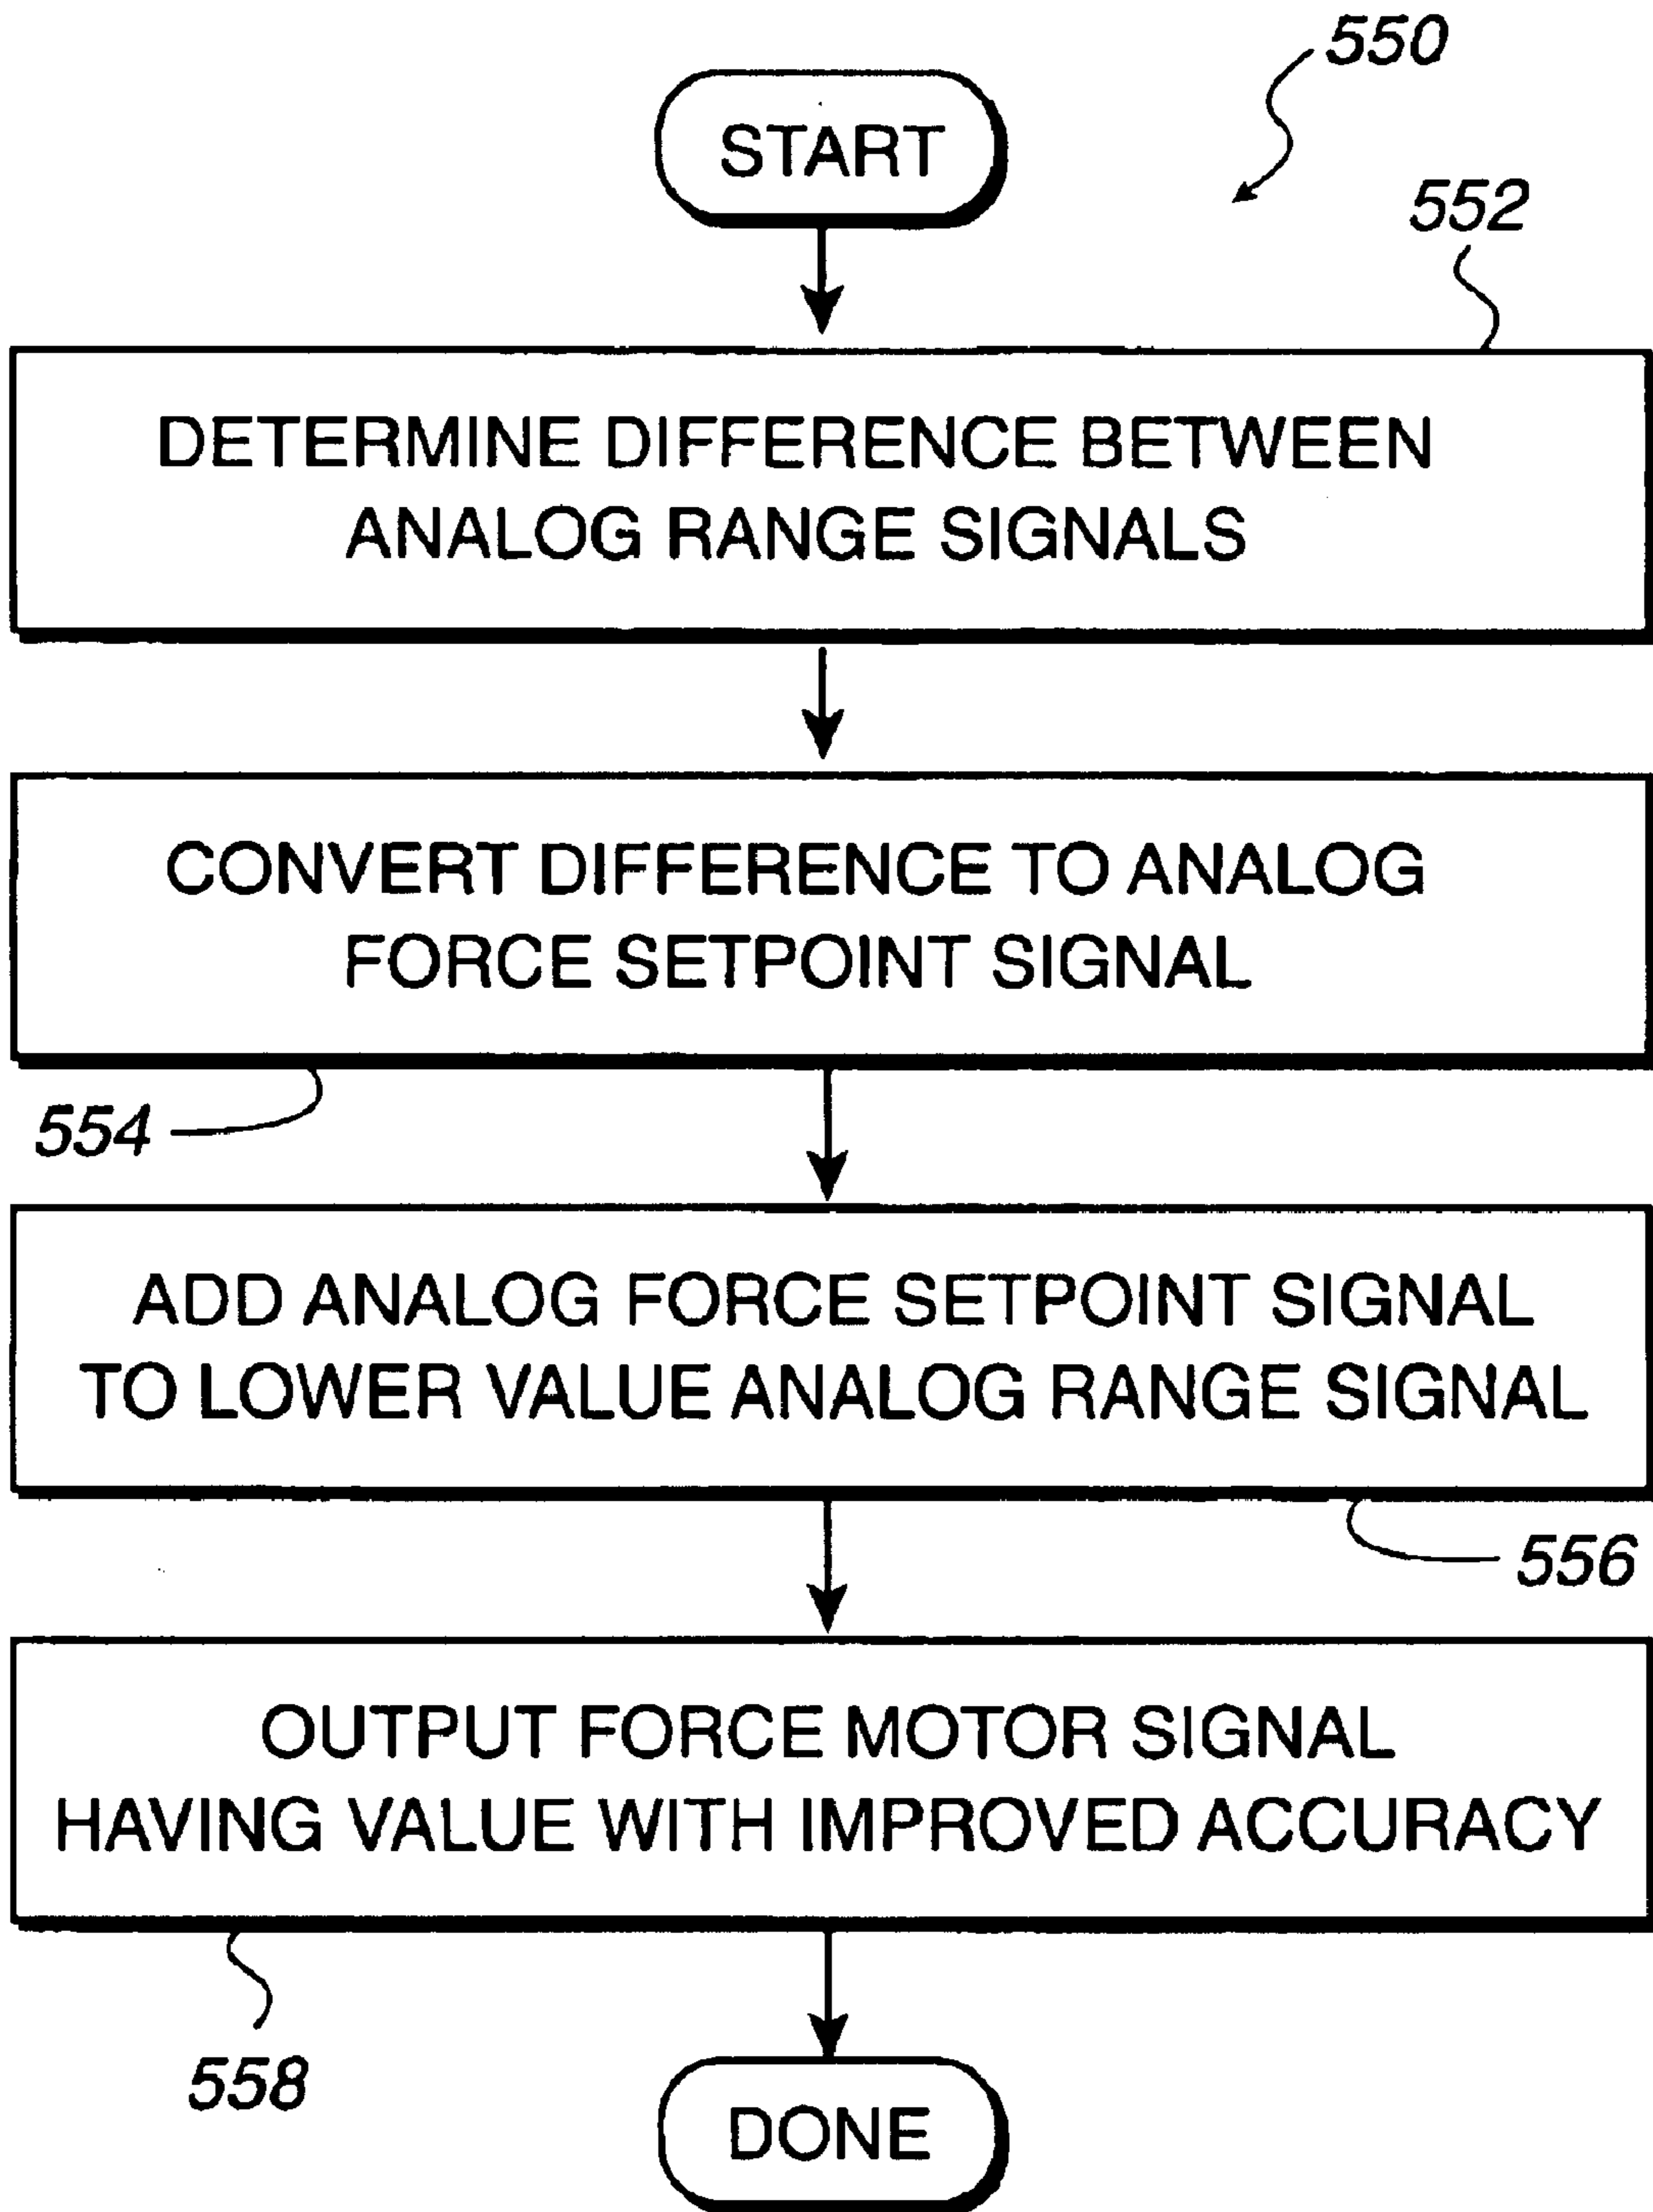 550
START
552
DETERMINE DIFFERENCE BETWEEN
ANALOG RANGE SIGNALS
CONVERT DIFFERENCE TO ANALOG
FORCE SETPOINT SIGNAL
554
ADD ANALOG FORCE SETPOINT SIGNAL
TO LOWER VALUE ANALOG RANGE SIGNAL
556
OUTPUT FORCE MOTOR SIGNAL
HAVING VALUE WITH IMPROVED ACCURACY
558
DONE